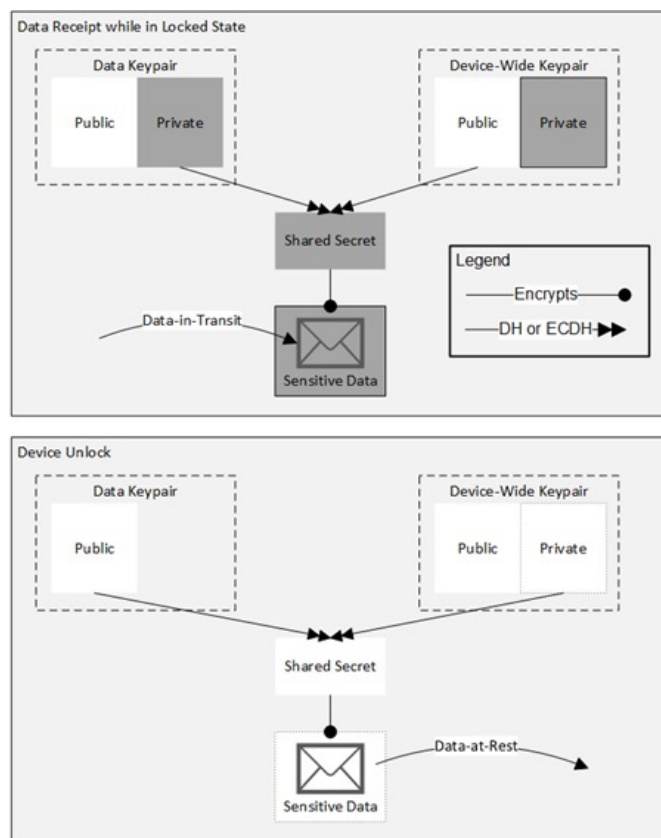 Data Receipt while in Locked State
Data Keypair
Device-Wide Keypair
Public
Private
Public
Private
Shared Secret
Legend
Encrypts
DH or ECDH
Data-in-Transit
Sensitive Data
Device Unlock
Data Keypair
Device-Wide Keypair
Public
Public
Private
Shared Secret
Data-at-Rest
Sensitive Data